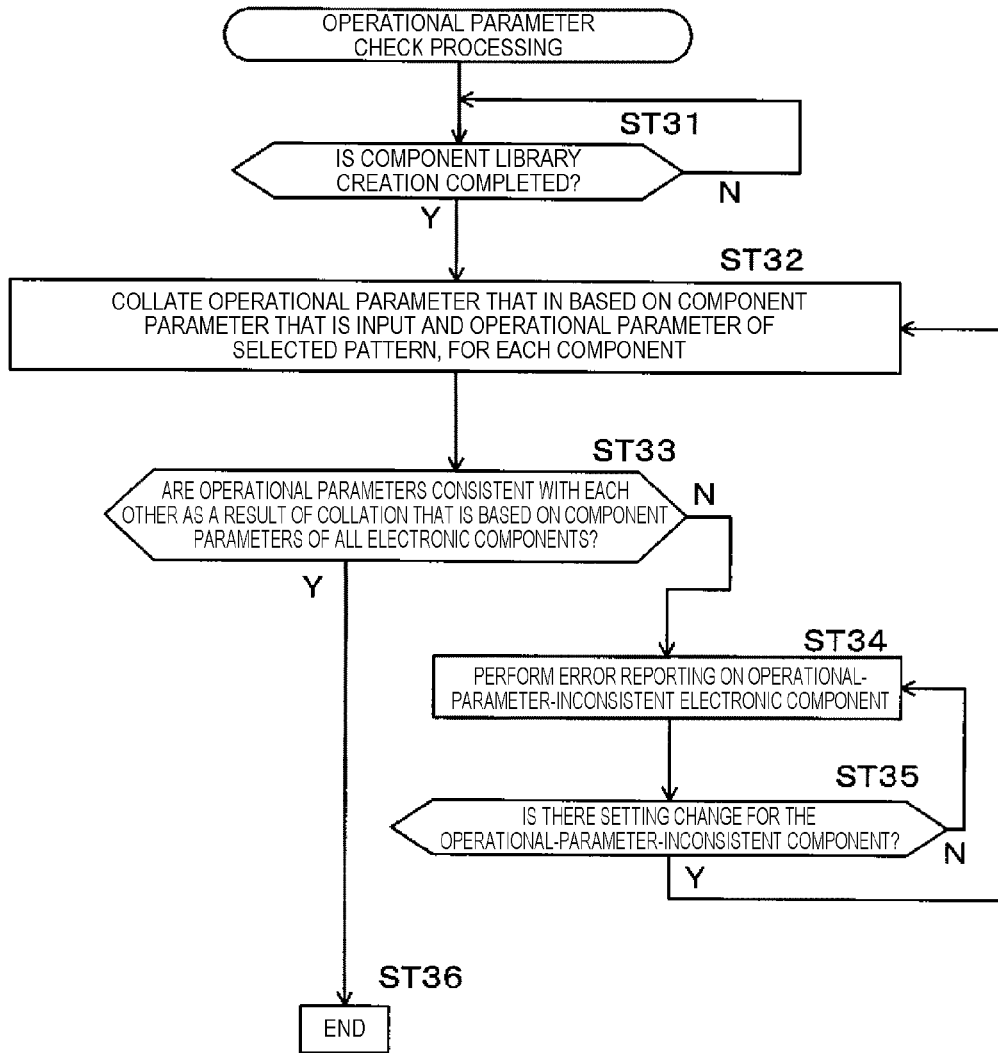 OPERATIONAL PARAMETER
CHECK PROCESSING
ST31
IS COMPONENT LIBRARY
CREATION COMPLETED?
N
Y
ST32
COLLATE OPERATIONAL PARAMETER THAT IN BASED ON COMPONENT
PARAMETER THAT IS INPUT AND OPERATIONAL PARAMETER OF
SELECTED PATTERN, FOR EACH COMPONENT
ST33
ARE OPERATIONAL PARAMETERS CONSISTENT WITH EACH
OTHER AS A RESULT OF COLLATION THAT IS BASED ON COMPONENT
PARAMETERS OF ALL ELECTRONIC COMPONENTS?
N
Y
ST34
PERFORM ERROR REPORTING ON OPERATIONAL-
PARAMETER-INCONSISTENT ELECTRONIC COMPONENT
ST35
IS THERE SETTING CHANGE FOR THE
OPERATIONAL-PARAMETER-INCONSISTENT COMPONENT?
N
Y
ST36
END